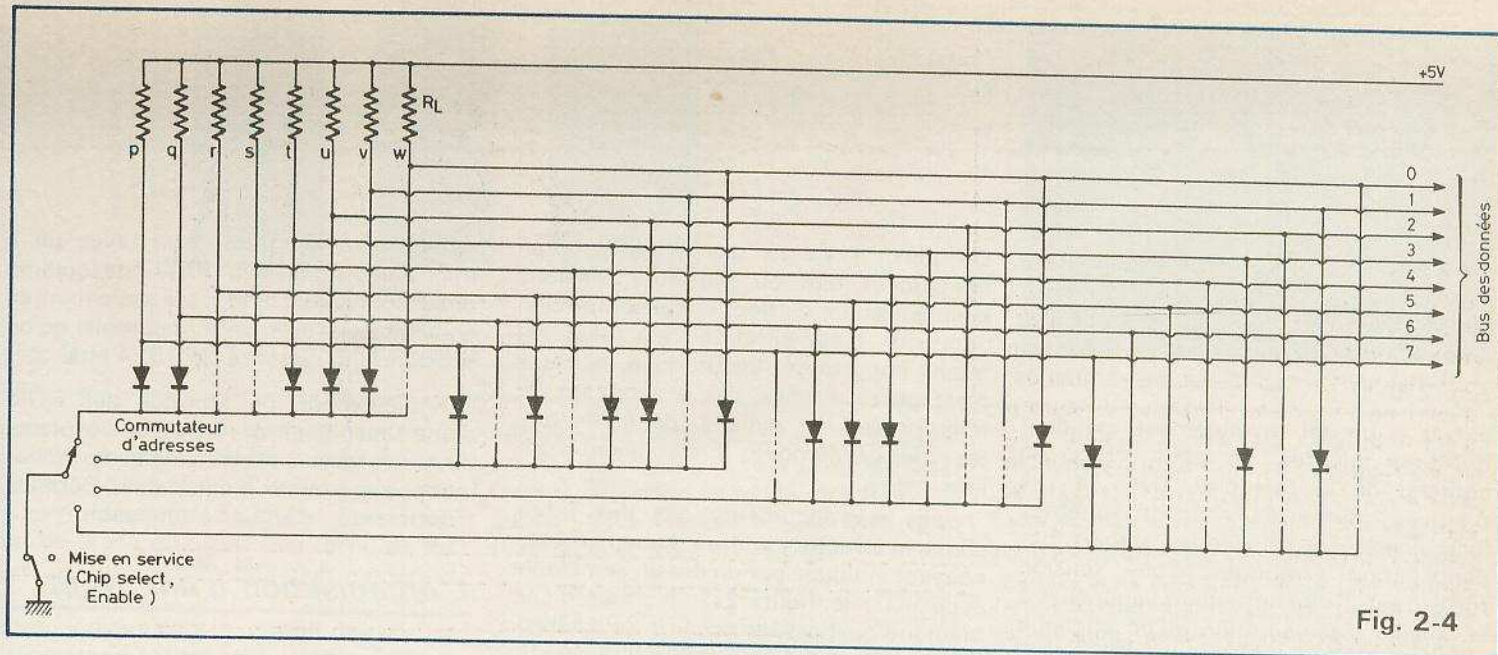 +5V
RL
p q r s t u v w
0
1
2
3
4
5
6
7
Bus des données
Commutateur
d'adresses
Mise en service
( Chip select,
Enable )
Fig. 2-4